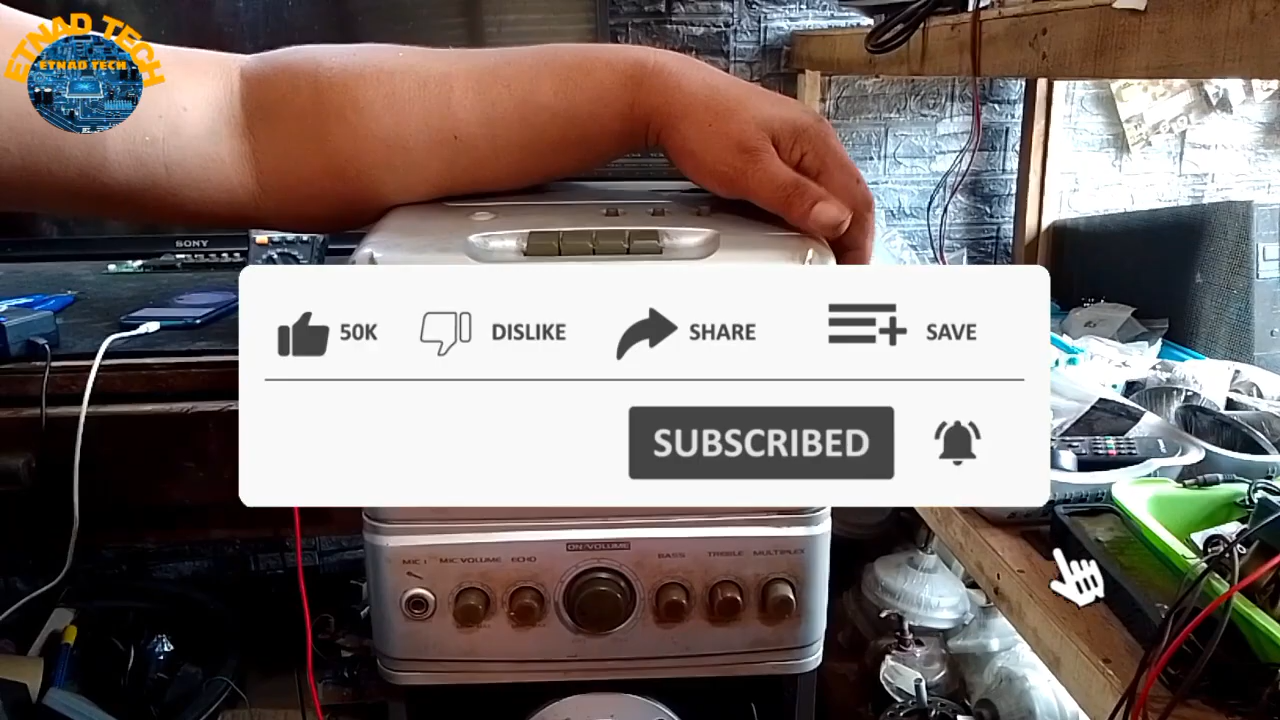 ETNAD TECH
ETNAD TECH
SONY
50K
DISLIKE
SHARE
SAVE
SUBSCRIBED
MIC 1
MIC VOLUME
ECHO
ON/VOLUME
BASS
TREBLE
MULTIPLEX